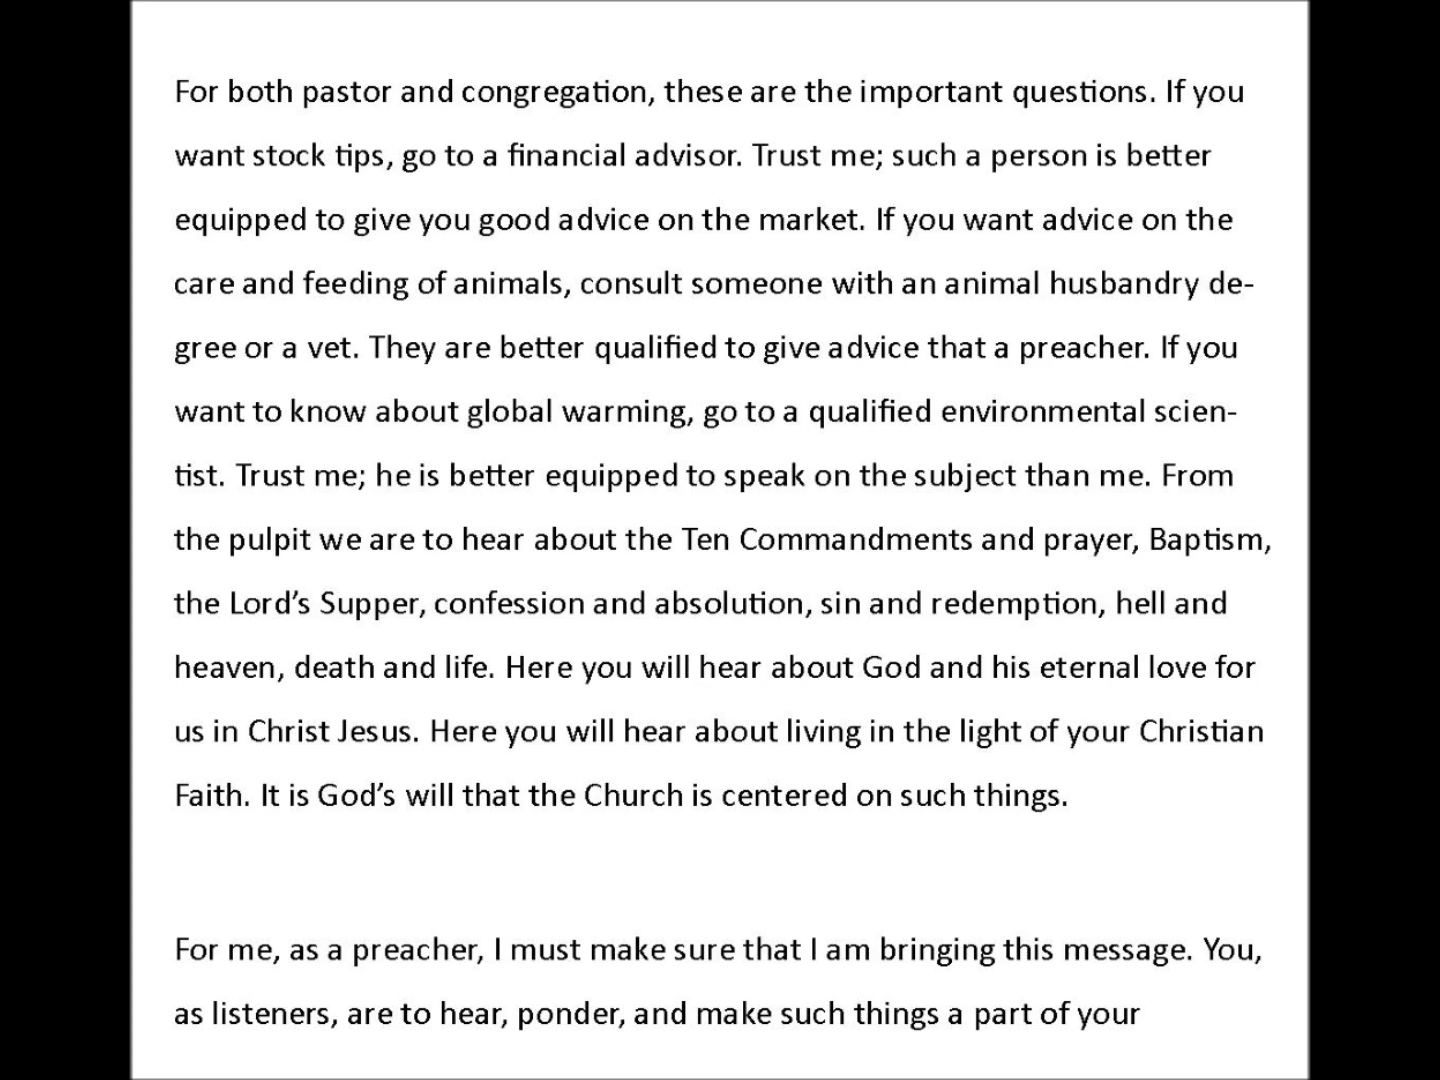 For both pastor and congregation, these are the important questions. If you
want stock tips, go to a financial advisor. Trust me; such a person is better
equipped to give you good advice on the market. If you want advice on the
care and feeding of animals, consult someone with an animal husbandry de-
gree or a vet. They are better qualified to give advice that a preacher. If you
want to know about global warming, go to a qualified environmental scien-
tist. Trust me; he is better equipped to speak on the subject than me. From
the pulpit we are to hear about the Ten Commandments and prayer, Baptism,
the Lord’s Supper, confession and absolution, sin and redemption, hell and
heaven, death and life. Here you will hear about God and his eternal love for
us in Christ Jesus. Here you will hear about living in the light of your Christian
Faith. It is God’s will that the Church is centered on such things.
For me, as a preacher, I must make sure that I am bringing this message. You,
as listeners, are to hear, ponder, and make such things a part of your